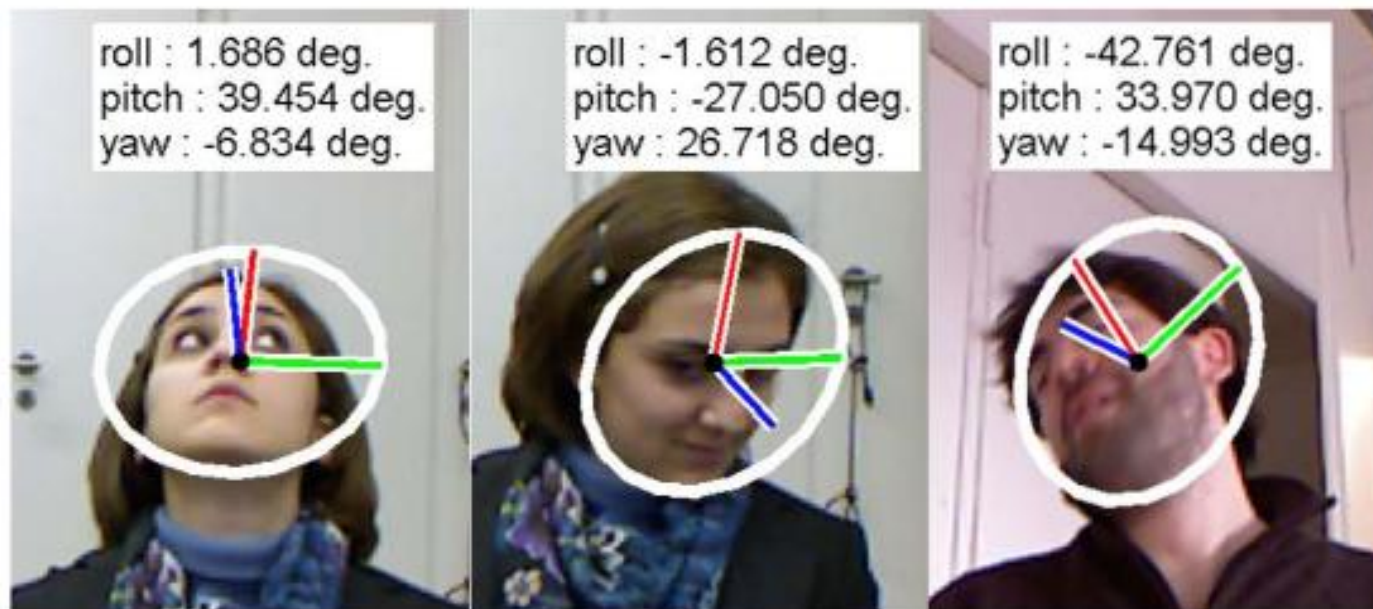 roll : 1.686 deg.
pitch : 39.454 deg.
yaw : -6.834 deg.
roll : -1.612 deg.
pitch : -27.050 deg.
yaw : 26.718 deg.
roll : -42.761 deg.
pitch : 33.970 deg.
yaw : -14.993 deg.